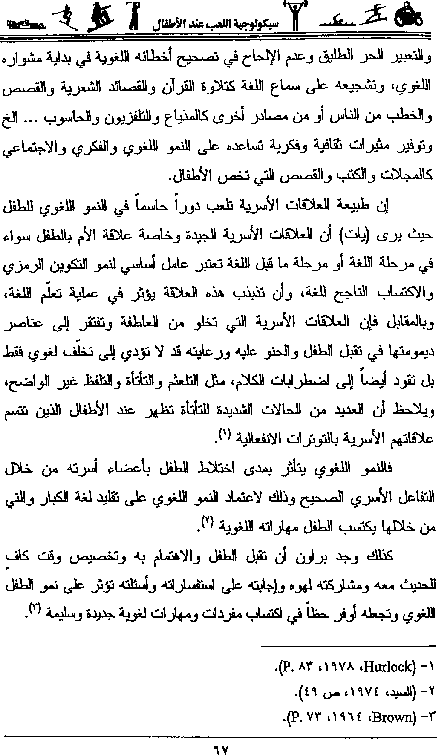 سيكولوجية اللعب عند الأطفال
والتعبير الحر الطليق وعدم الإلحاح في تصحيح أخطائه اللغوية في بداية مشواره
اللغوي، وتشجيعه على سماع اللغة كتلاوة القرآن والقصائد الشعرية والقصص
والخطب من الناس أو من مصادر أخرى كالمذياع والتلفزيون والحاسوب ... الخ
وتوفير مثيرات ثقافية وفكرية تساعده على النمو اللغوي والفكري والاجتماعي
كالمجلات والكتب والقصص التي تخص الأطفال.
إن طبيعة العلاقات الأسرية تلعب دوراً حاسماً في النمو اللغوي للطفل
حيث يرى (يات) أن العلاقات الأسرية الجيدة وخاصة علاقة الأم بالطفل سواء
في مرحلة اللغة أو مرحلة ما قبل اللغة تعتبر عامل أساسي لنمو التكوين الرمزي
والاكتساب الناجح للغة، وأن تذبذب هذه العلاقة يؤثر في عملية تعلّم اللغة،
وبالمقابل فإن العلاقات الأسرية التي تخلو من العاطفة وتفتقر إلى عناصر
ديمومتها في تقبل الطفل والحنو عليه ورعايته قد لا تؤدي إلى تخلّف لغوي فقط
بل تقود أيضاً إلى اضطرابات الكلام، مثل التلعثم والتأتأة والتلفظ غير الواضح،
ويلاحظ أن العديد من الحالات الشديدة للتأتأة تظهر عند الأطفال الذين تتسم
علاقاتهم الأسرية بالتوترات الانفعالية (١).
فالنمو اللغوي يتأثر بمدى اختلاط الطفل بأعضاء أسرته من خلال
التفاعل الأسري الصحيح وذلك لاعتماد النمو اللغوي على تقليد لغة الكبار والتي
من خلالها يكتسب الطفل مهاراته اللغوية (٢).
كذلك وجد براون أن تقبل الطفل والاهتمام به وتخصيص وقت كافٍ
للحديث معه ومشاركته لهوه وإجابته على استفساراته وأسئلته تؤثر على نمو الطفل
اللغوي وتجعله أوفر حظاً في اكتساب مفردات ومهارات لغوية جديدة وسليمة (٣).
١- (Hurlock، ١٩٧٨، P. ٨٣).
٢- (السيد، ١٩٧٤، ص ٤٩).
٣- (Brown، ١٩٦٤، P. ٧٣).
٦٧